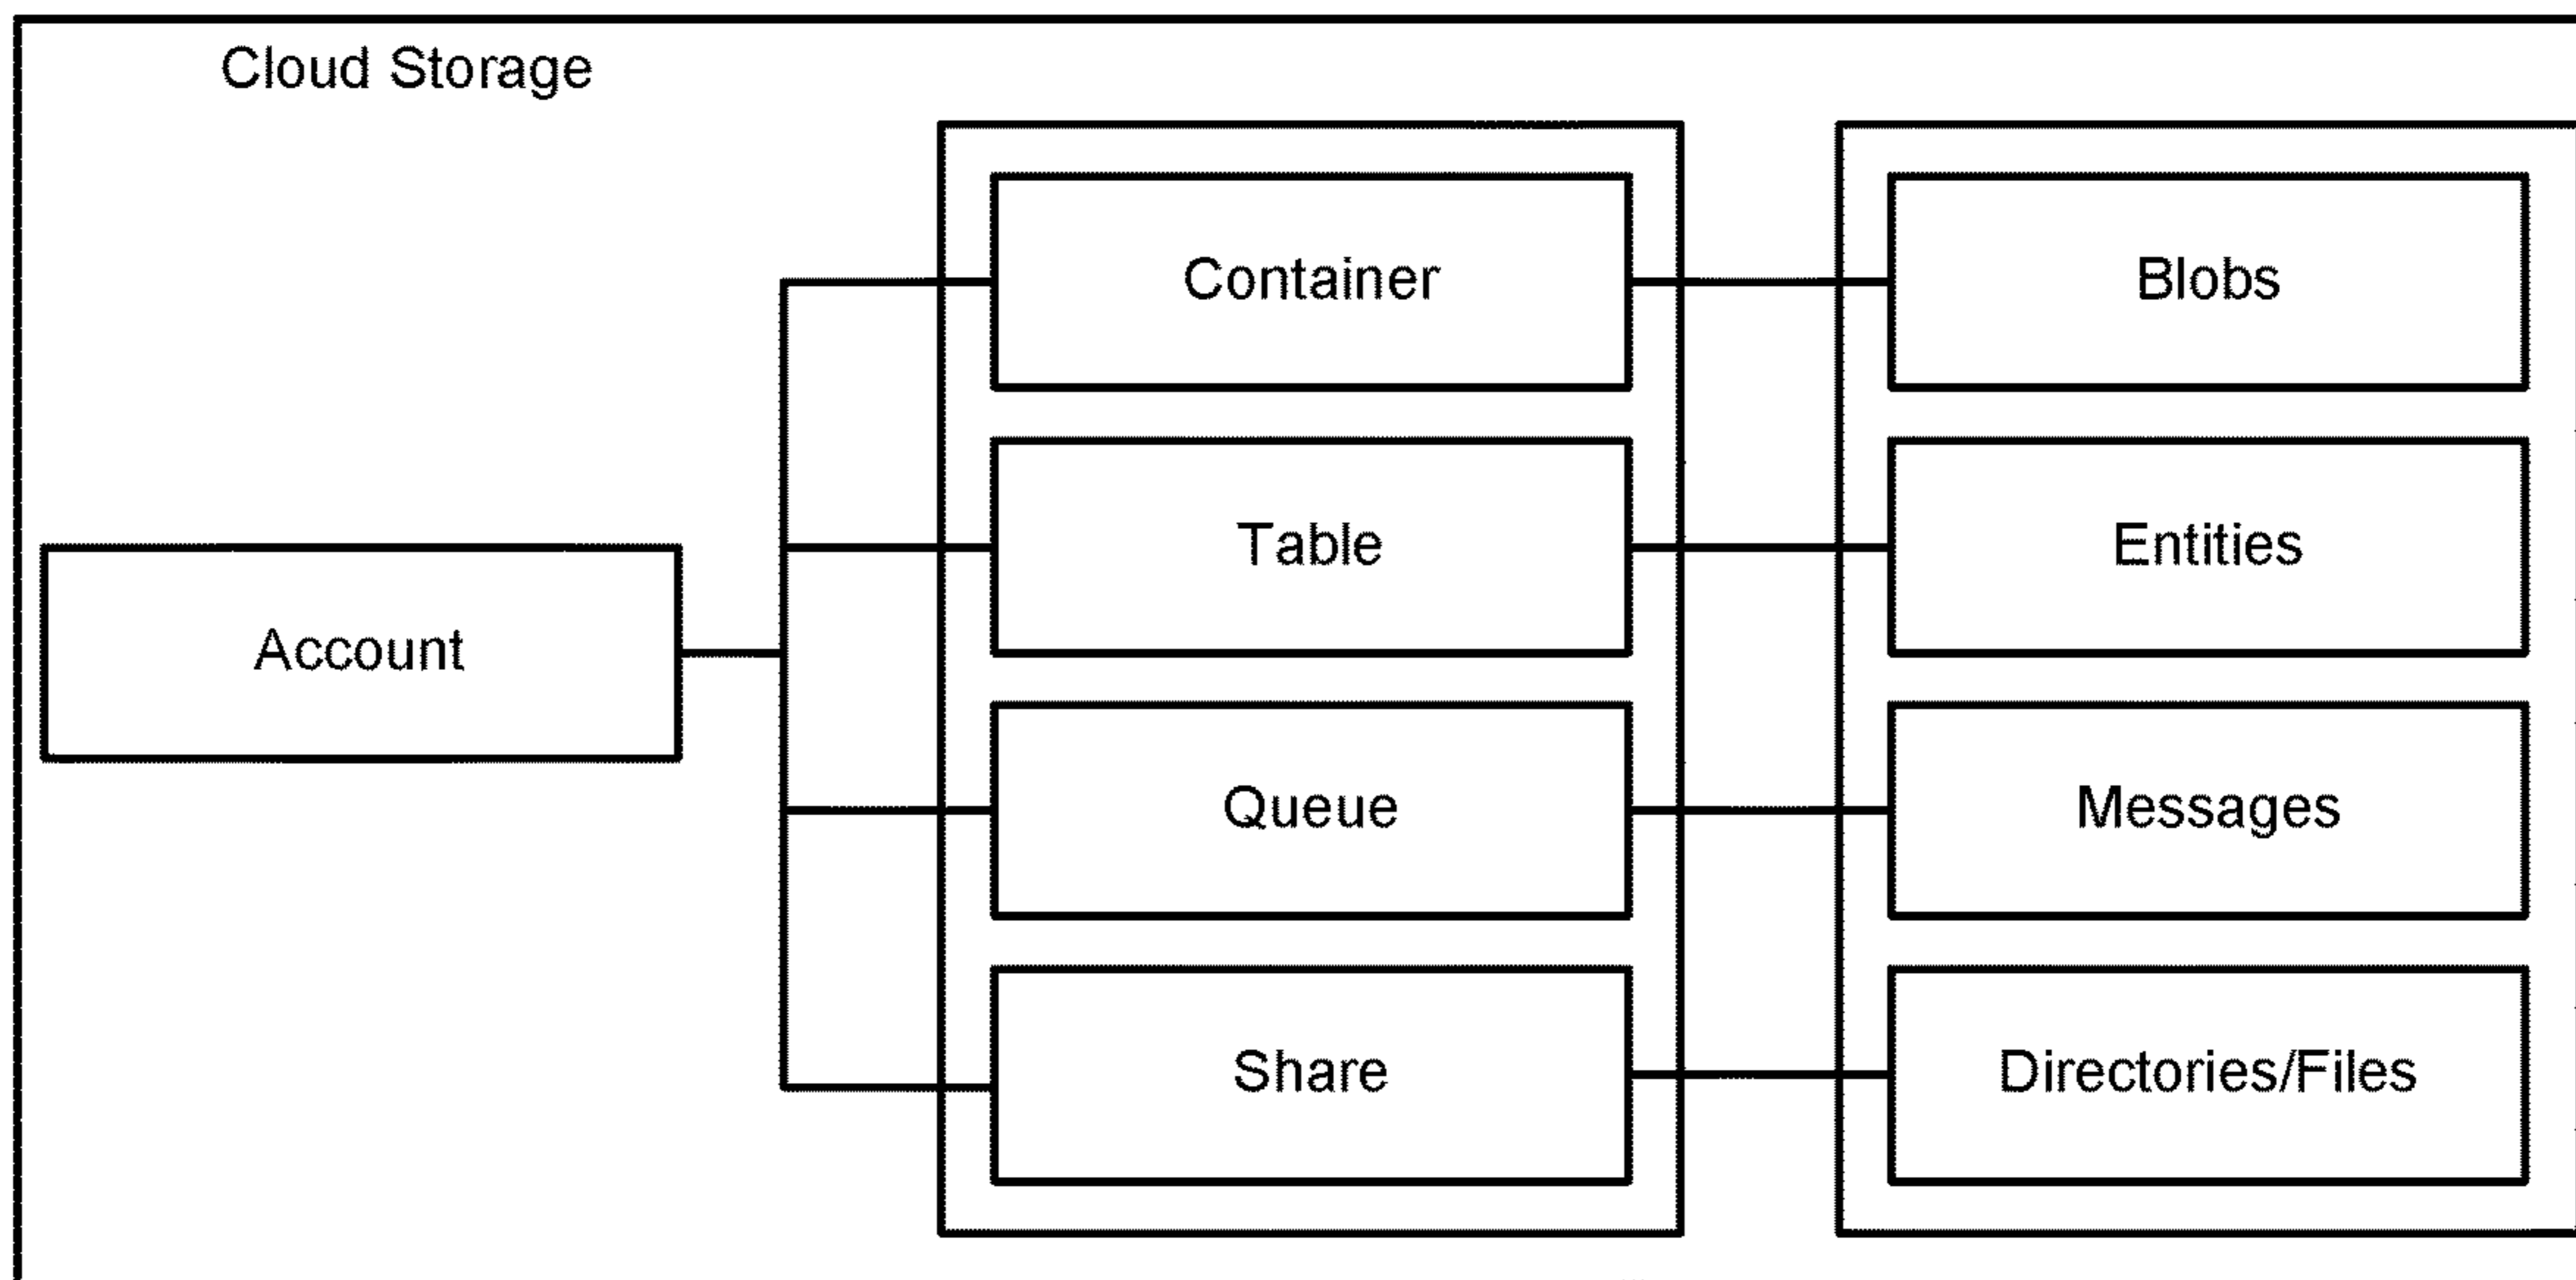 Cloud Storage
Account
Container
Table
Queue
Share
Blobs
Entities
Messages
Directories/Files